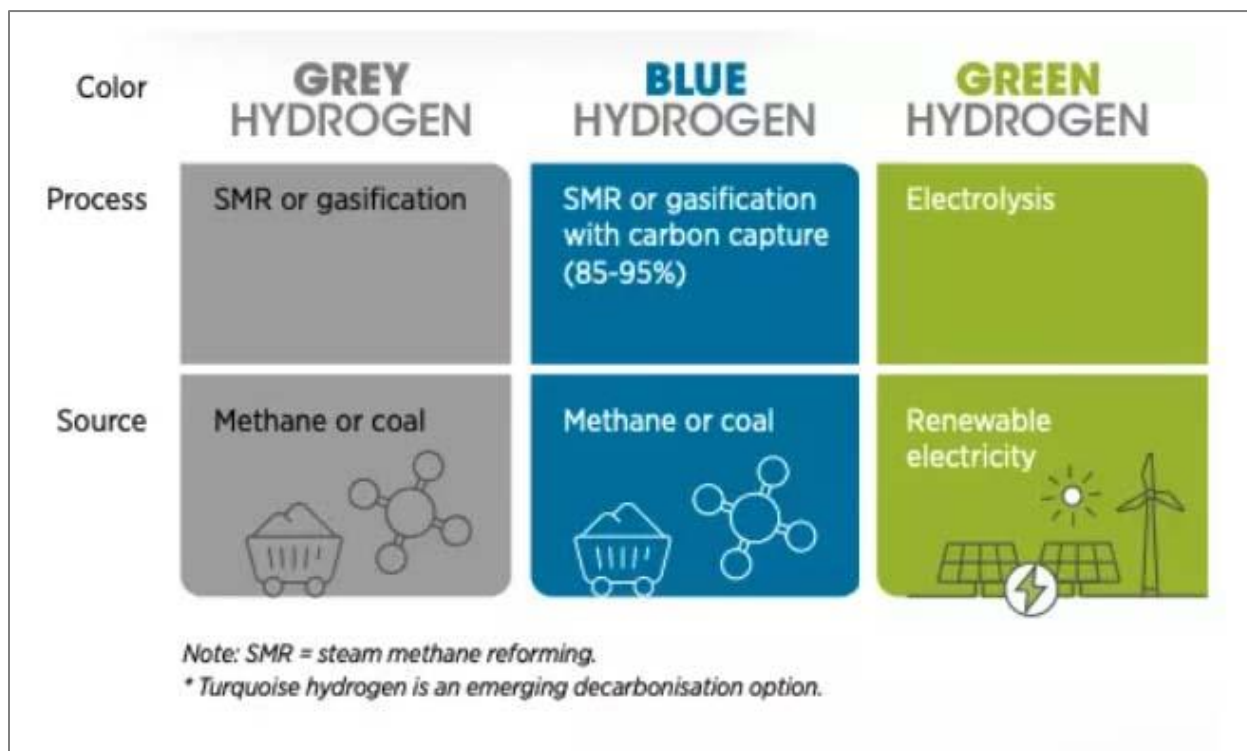 Color
GREY
HYDROGEN
BLUE
HYDROGEN
GREEN
HYDROGEN
Process
SMR or gasification
SMR or gasification
with carbon capture
(85-95%)
Electrolysis
Source
Methane or coal
Methane or coal
Renewable
electricity
Note: SMR = steam methane reforming.
* Turquoise hydrogen is an emerging decarbonisation option.